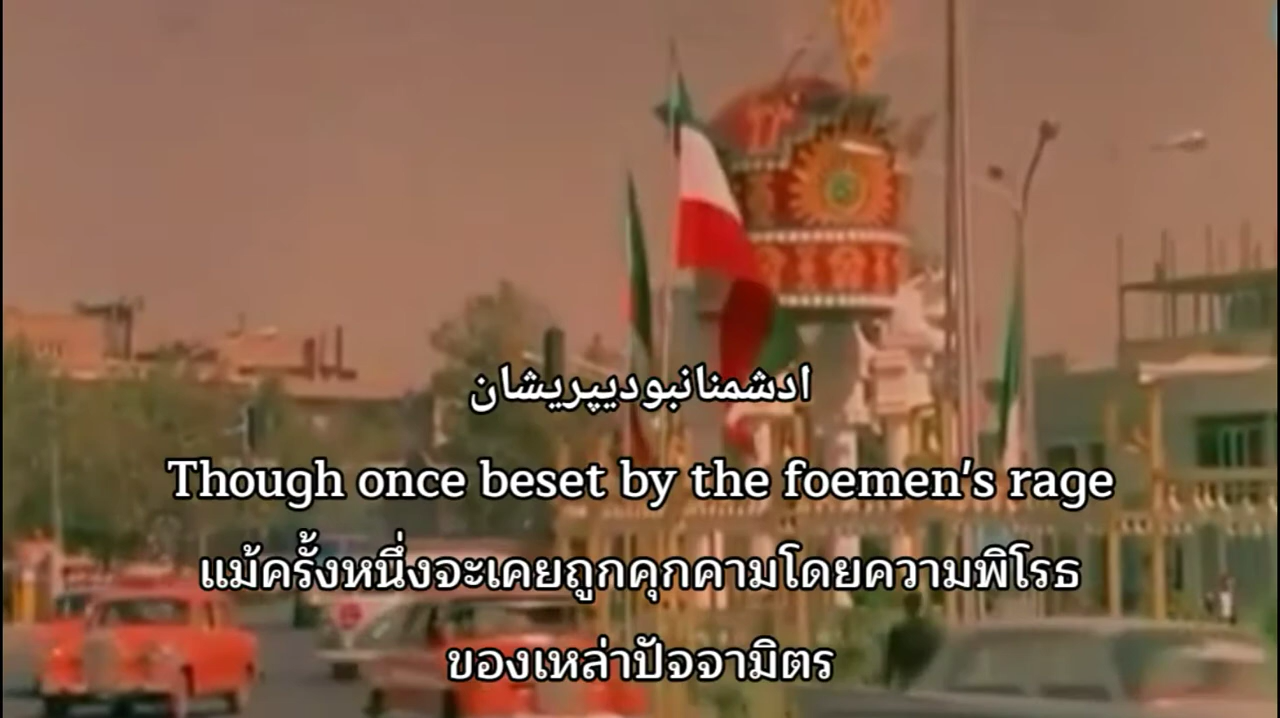 ادشمنانبودیپریشان
Though once beset by the foemen's rage
แม้ครั้งหนึ่งจะเคยถูกคุกคามโดยความพิโรธ
ของเหล่าปัจจามิตร